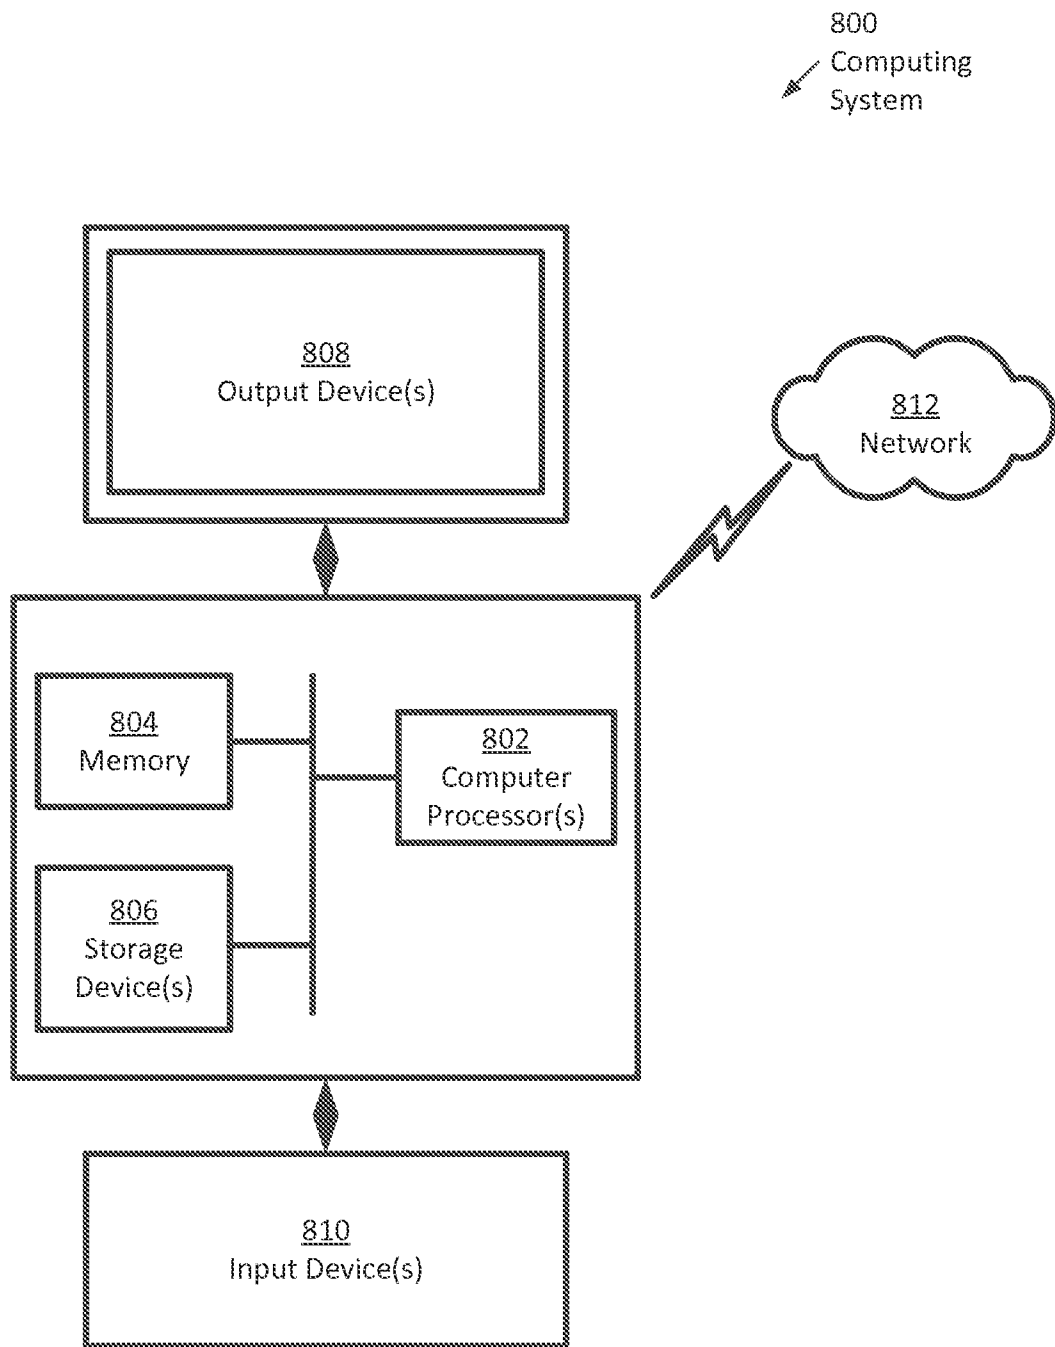 800
Computing
System
808
Output Device(s)
812
Network
804
Memory
802
Computer
Processor(s)
806
Storage
Device(s)
810
Input Device(s)